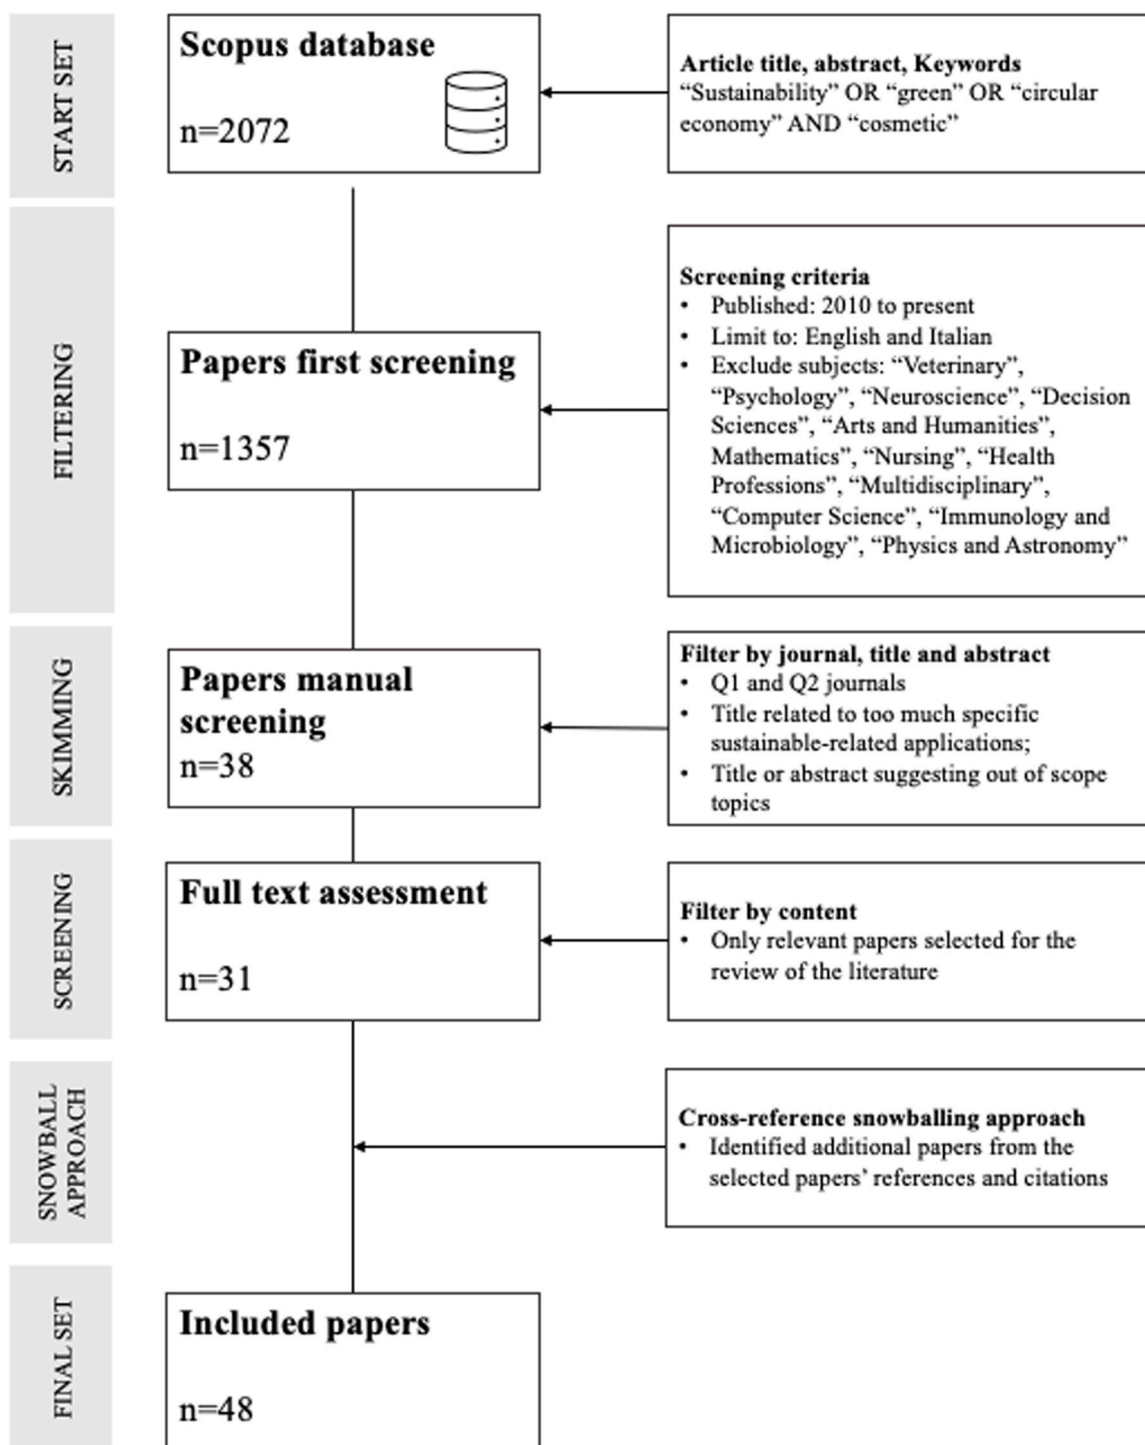 START SET
Scopus database
n=2072
Article title, abstract, Keywords
“Sustainability” OR “green” OR “circular
economy” AND “cosmetic”
FILTERING
Papers first screening
n=1357
Screening criteria
• Published: 2010 to present
• Limit to: English and Italian
• Exclude subjects: “Veterinary”,
“Psychology”, “Neuroscience”, “Decision
Sciences”, “Arts and Humanities”,
Mathematics”, “Nursing”, “Health
Professions”, “Multidisciplinary”,
“Computer Science”, “Immunology and
Microbiology”, “Physics and Astronomy”
SKIMMING
Papers manual
screening
n=38
Filter by journal, title and abstract
• Q1 and Q2 journals
• Title related to too much specific
sustainable-related applications;
• Title or abstract suggesting out of scope
topics
SCREENING
Full text assessment
n=31
Filter by content
• Only relevant papers selected for the
review of the literature
SNOWBALL
APPROACH
Cross-reference snowballing approach
• Identified additional papers from the
selected papers’ references and citations
FINAL SET
Included papers
n=48